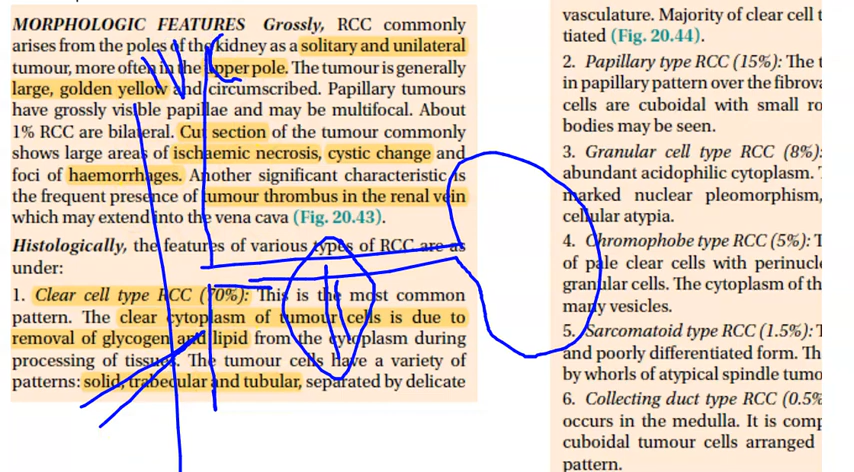 MORPHOLOGIC FEATURES Grossly, RCC commonly
arises from the poles of the kidney as a solitary and unilateral
tumour, more often in the upper pole. The tumour is generally
large, golden yellow and circumscribed. Papillary tumours
have grossly visible papillae and may be multifocal. About
1% RCC are bilateral. Cut section of the tumour commonly
shows large areas of ischaemic necrosis, cystic change and
foci of haemorrhages. Another significant characteristic is
the frequent presence of tumour thrombus in the renal vein
which may extend into the vena cava (Fig. 20.43).
Histologically, the features of various types of RCC are as
under:
1. Clear cell type RCC (70%): This is the most common
pattern. The clear cytoplasm of tumour cells is due to
removal of glycogen and lipid from the cytoplasm during
processing of tissues. The tumour cells have a variety of
patterns: solid, trabecular and tubular, separated by delicate
vasculature. Majority of clear cell t
tiated (Fig. 20.44).
2. Papillary type RCC (15%): The t
in papillary pattern over the fibrova
cells are cuboidal with small ro
bodies may be seen.
3. Granular cell type RCC (8%):
abundant acidophilic cytoplasm.
marked nuclear pleomorphism,
cellular atypia.
4. Chromophobe type RCC (5%): T
of pale clear cells with perinucle
granular cells. The cytoplasm of th
many vesicles.
5. Sarcomatoid type RCC (1.5%): T
and poorly differentiated form. Th
by whorls of atypical spindle tumo
6. Collecting duct type RCC (0.5%
occurs in the medulla. It is comp
cuboidal tumour cells arranged
pattern.